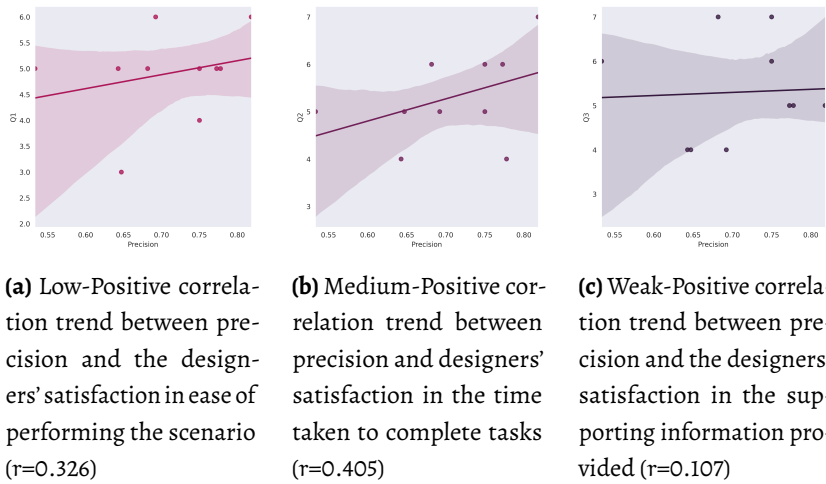 6.0
5.5
5.0
4.5
4.0
3.5
3.0
2.5
2.0
Q1
0.55 0.60 0.65 0.70 0.75 0.80
Precision
7
6
5
4
3
Q2
0.55 0.60 0.65 0.70 0.75 0.80
Precision
7
6
5
4
3
Q3
0.55 0.60 0.65 0.70 0.75 0.80
Precision
(a) Low-Positive correla-
tion trend between pre-
cision and the design-
ers’ satisfaction in ease of
performing the scenario
(r=0.326)
(b) Medium-Positive cor-
relation trend between
precision and designers’
satisfaction in the time
taken to complete tasks
(r=0.405)
(c) Weak-Positive correla-
tion trend between pre-
cision and the designers’
satisfaction in the sup-
porting information pro-
vided (r=0.107)